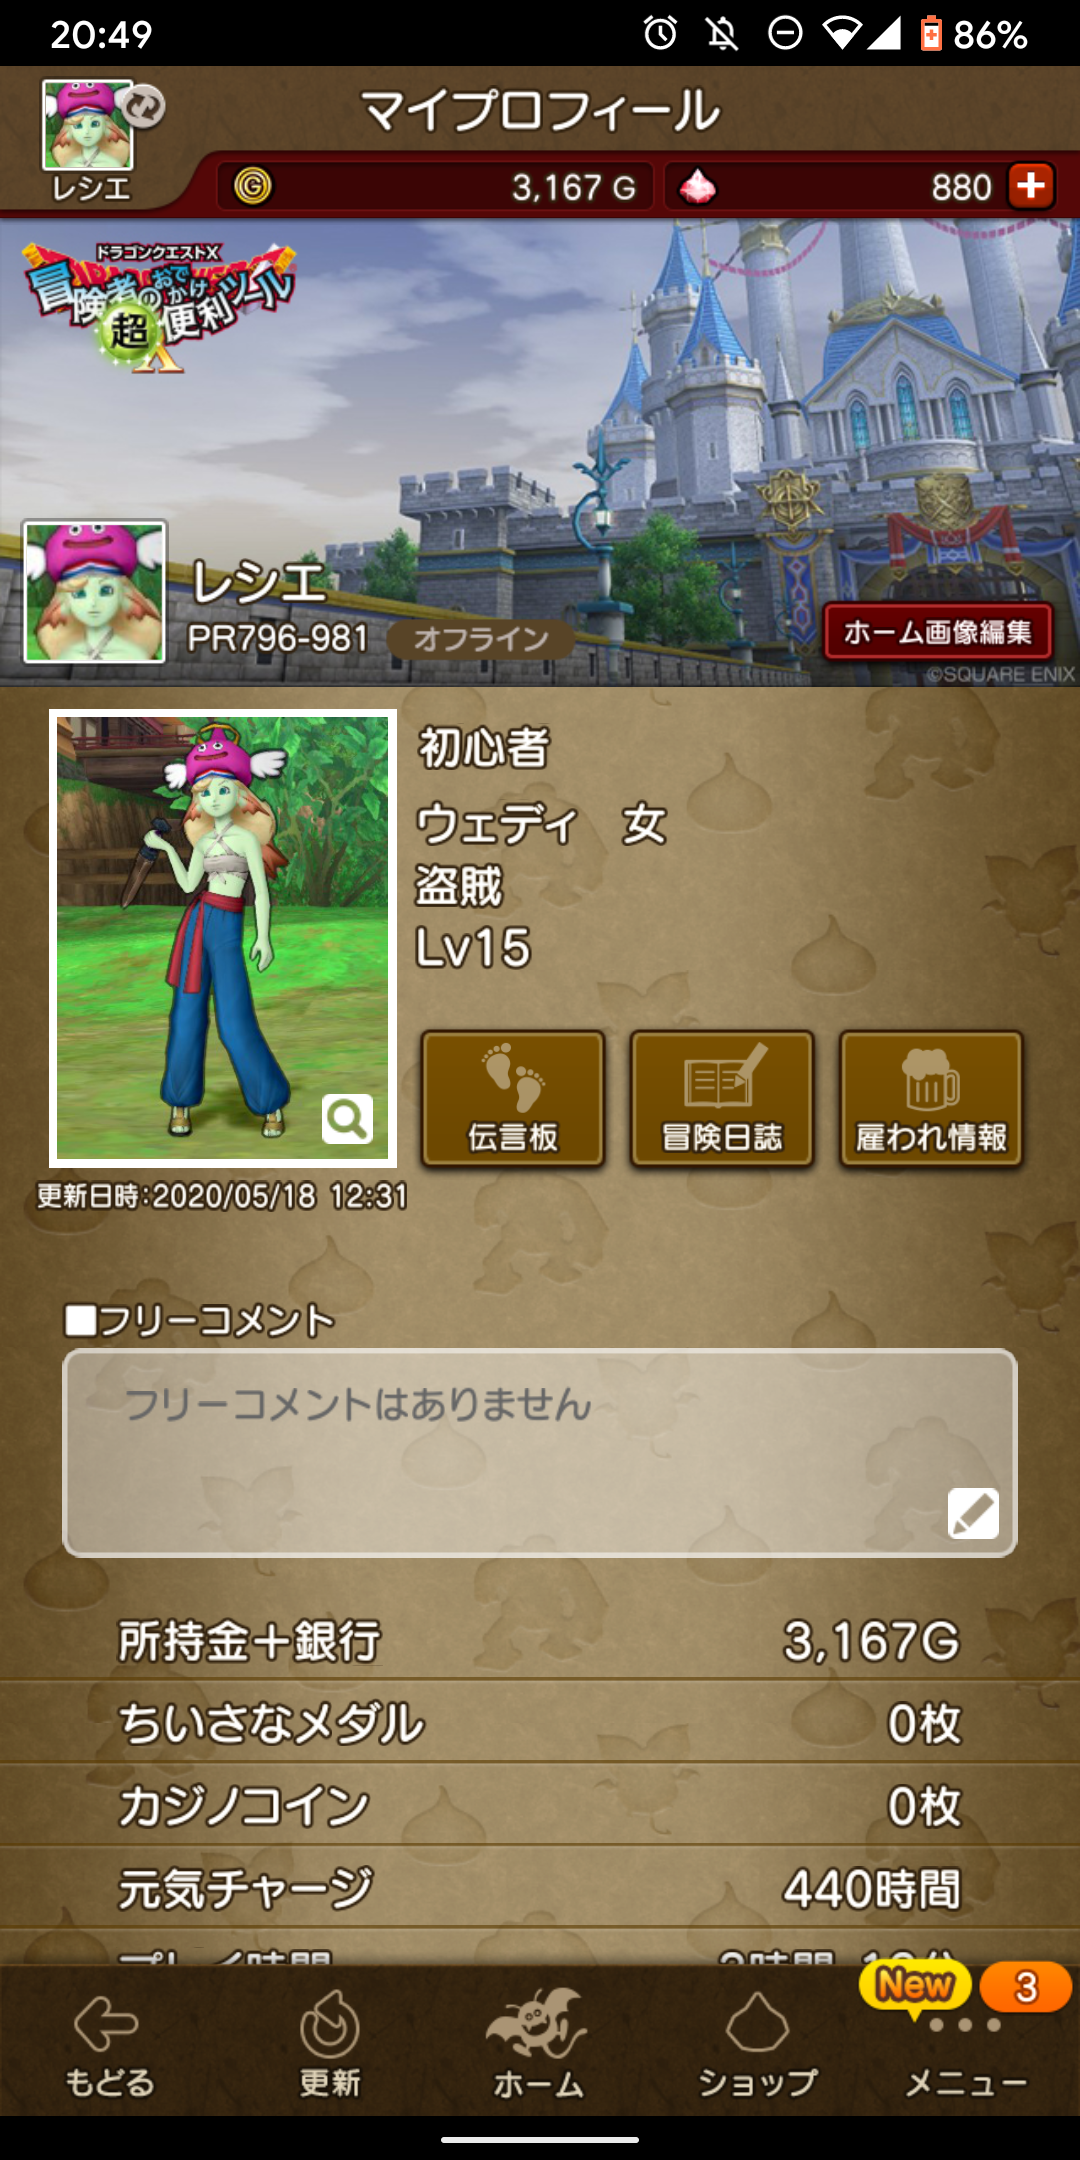 20:49
86%
マイプロフィール
レシエ
3,167 G
880
ドラゴンクエストX
冒険者のおでかけ超便利ツール
レシエ
PR796-981
オフライン
ホーム画像編集
©SQUARE ENIX
初心者
ウェディ 女
盗賊
Lv15
伝言板
冒険日誌
雇われ情報
更新日時:2020/05/18 12:31
■フリーコメント
フリーコメントはありません
所持金＋銀行 3,167G
ちいさなメダル 0枚
カジノコイン 0枚
元気チャージ 440時間
プレイ時間
New
3
もどる
更新
ホーム
ショップ
メニュー